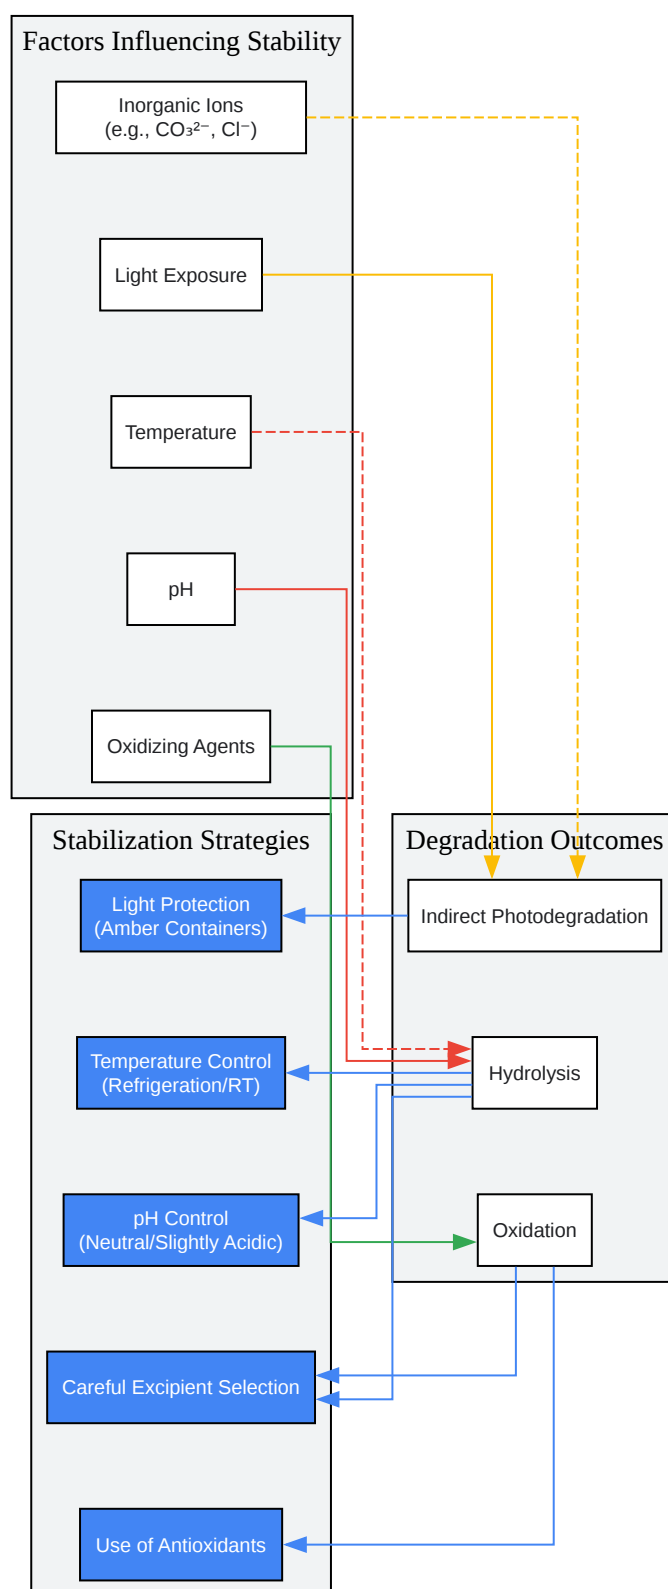 Factors Influencing Stability
Inorganic Ions
(e.g., CO₃²⁻, Cl⁻)
Light Exposure
Temperature
pH
Oxidizing Agents
Stabilization Strategies
Light Protection
(Amber Containers)
Temperature Control
(Refrigeration/RT)
pH Control
(Neutral/Slightly Acidic)
Careful Excipient Selection
Use of Antioxidants
Degradation Outcomes
Indirect Photodegradation
Hydrolysis
Oxidation